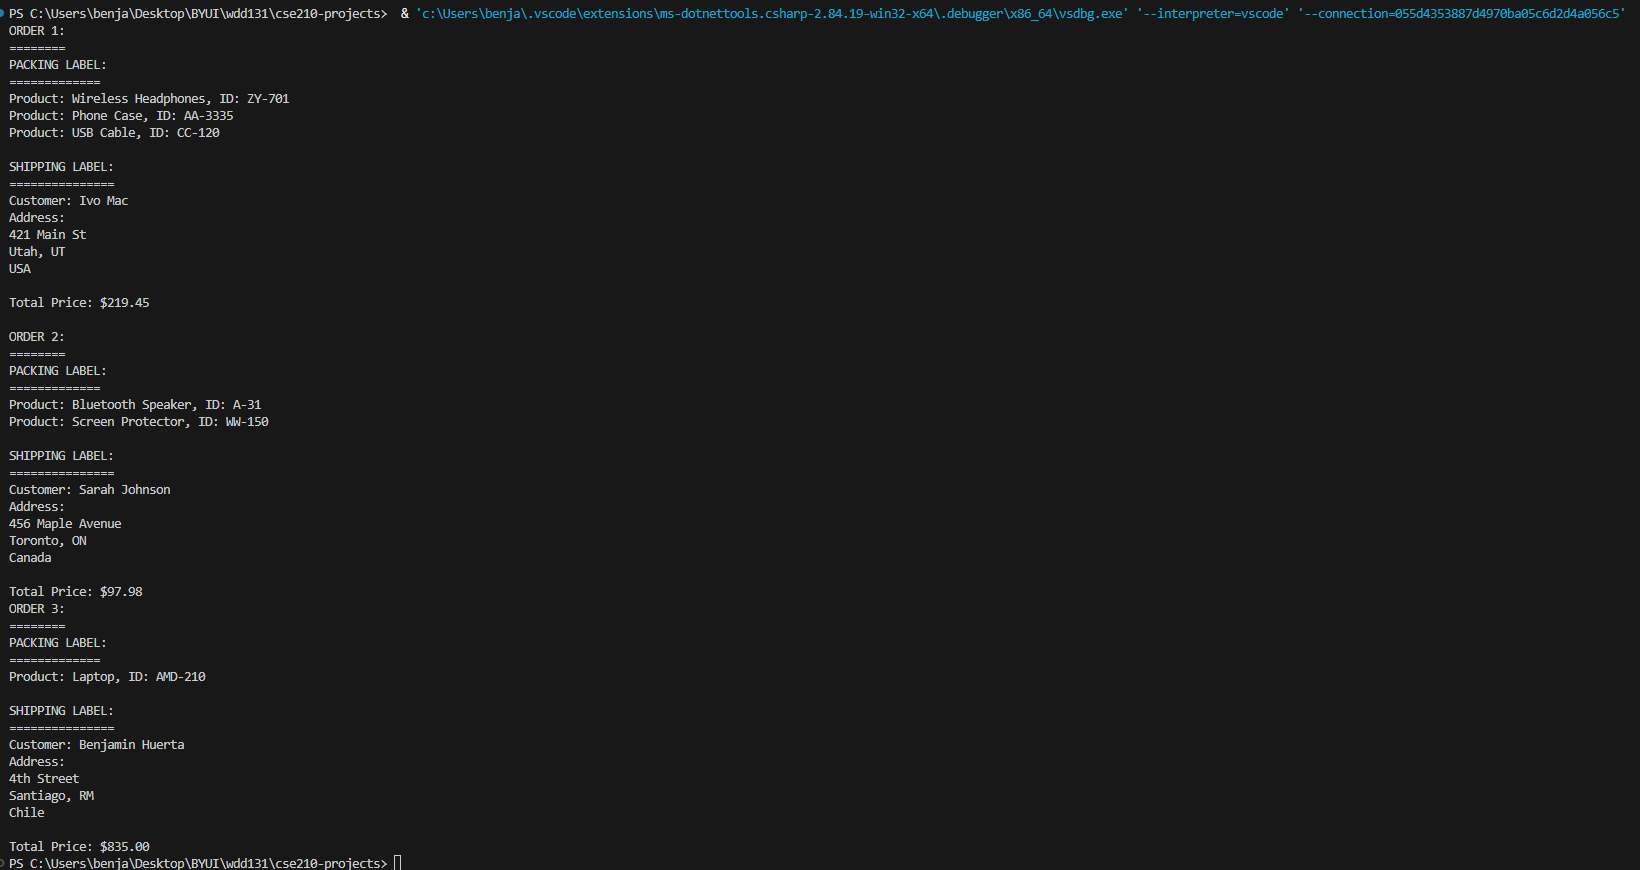 PS C:\Users\benja\Desktop\BYUI\wdd131\cse210-projects>  & 'c:\Users\benja\.vscode\extensions\ms-dotnettools.csharp-2.84.19-win32-x64\.debugger\x86_64\vsdbg.exe' '--interpreter=vscode' '--connection=055d4353887d4970ba05c6d2d4a056c5'
ORDER 1:
========
PACKING LABEL:
=============
Product: Wireless Headphones, ID: ZY-701
Product: Phone Case, ID: AA-3335
Product: USB Cable, ID: CC-120
SHIPPING LABEL:
===============
Customer: Ivo Mac
Address:
421 Main St
Utah, UT
USA
Total Price: $219.45
ORDER 2:
========
PACKING LABEL:
=============
Product: Bluetooth Speaker, ID: A-31
Product: Screen Protector, ID: WW-150
SHIPPING LABEL:
===============
Customer: Sarah Johnson
Address:
456 Maple Avenue
Toronto, ON
Canada
Total Price: $97.98
ORDER 3:
========
PACKING LABEL:
=============
Product: Laptop, ID: AMD-210
SHIPPING LABEL:
===============
Customer: Benjamin Huerta
Address:
4th Street
Santiago, RM
Chile
Total Price: $835.00
PS C:\Users\benja\Desktop\BYUI\wdd131\cse210-projects>